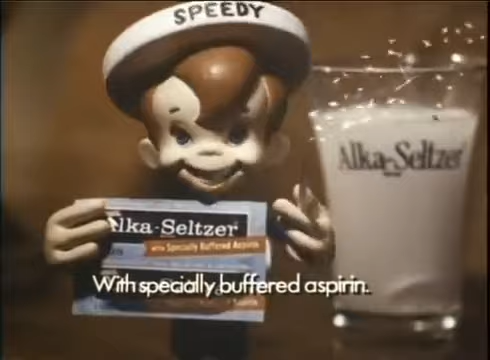 SPEEDY
Alka-Seltzer
Alka-Seltzer
with Specially Buffered Aspirin
With specially buffered aspirin.